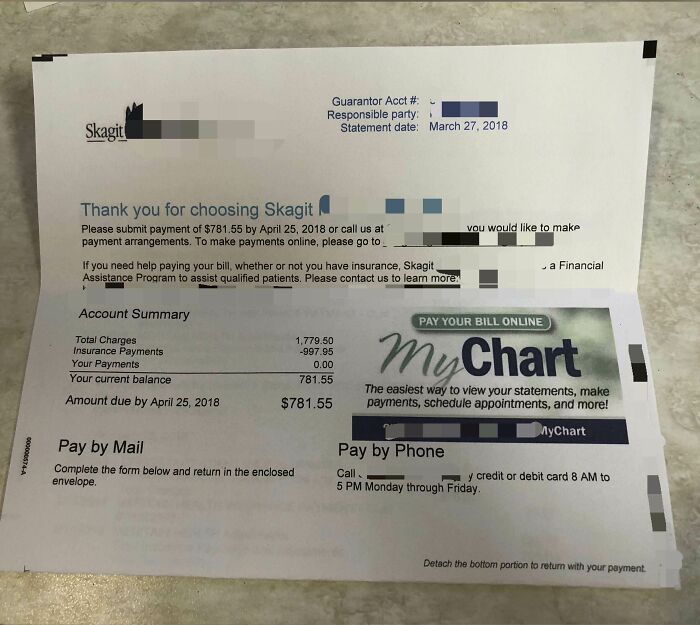 Skagit
Guarantor Acct #:
Responsible party:
Statement date: March 27, 2018
Thank you for choosing Skagit
Please submit payment of $781.55 by April 25, 2018 or call us at you would like to make
payment arrangements. To make payments online, please go to
If you need help paying your bill, whether or not you have insurance, Skagit a Financial
Assistance Program to assist qualified patients. Please contact us to learn more:
Account Summary
Total Charges 1,779.50
Insurance Payments -997.95
Your Payments 0.00
Your current balance 781.55
Amount due by April 25, 2018 $781.55
PAY YOUR BILL ONLINE
MyChart
The easiest way to view your statements, make
payments, schedule appointments, and more!
MyChart
Pay by Mail
Complete the form below and return in the enclosed
envelope.
Pay by Phone
Call y credit or debit card 8 AM to
5 PM Monday through Friday.
Detach the bottom portion to return with your payment.